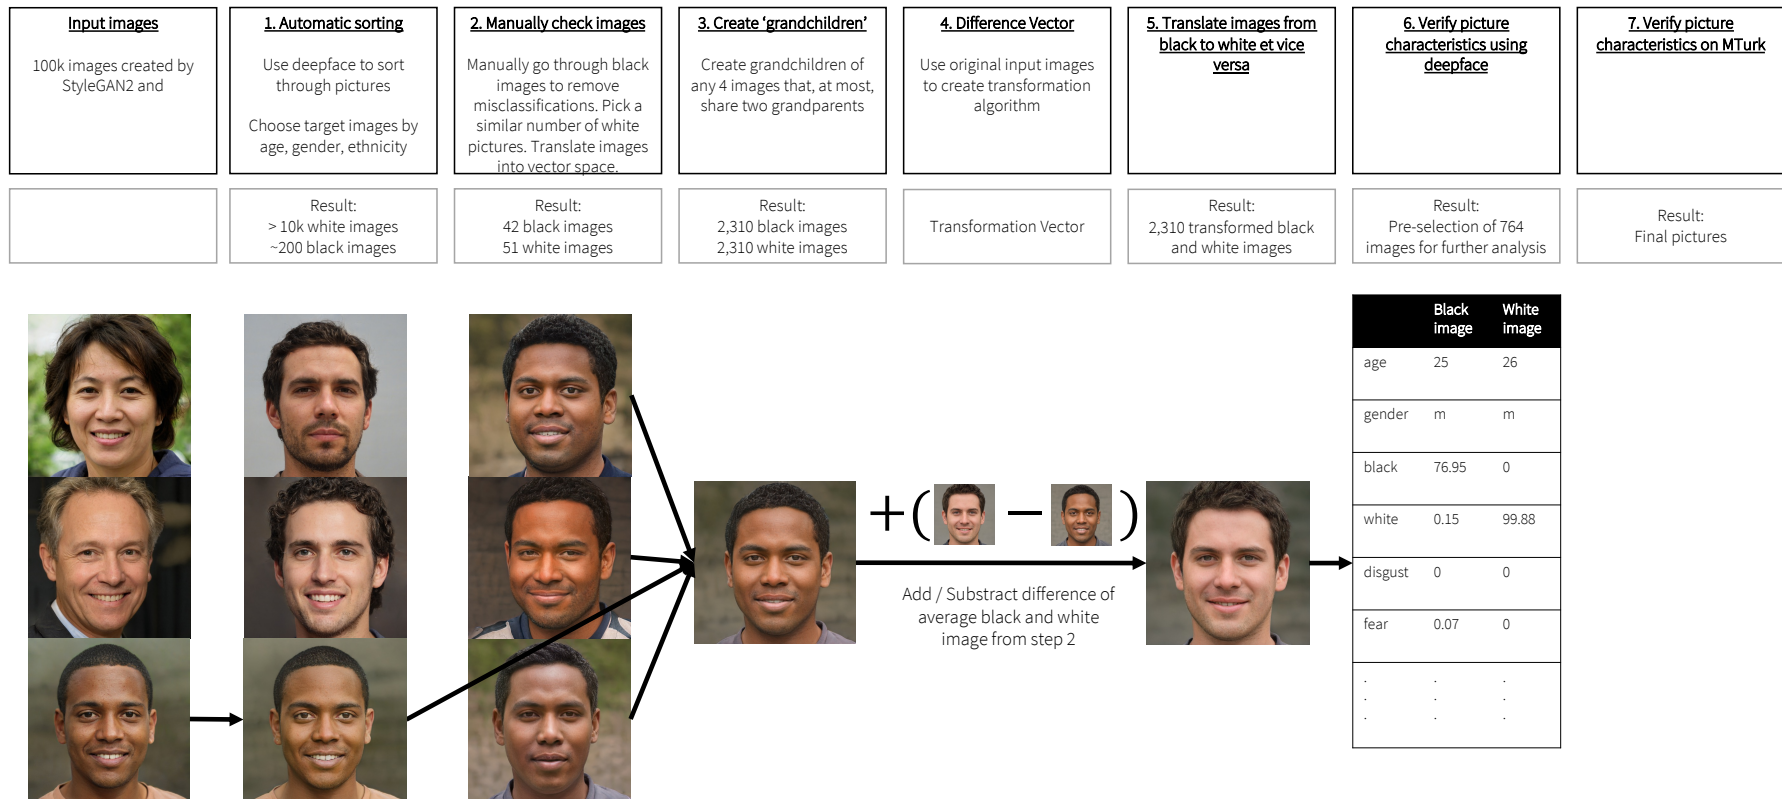 Input images
100k images created by
StyleGAN2 and
1. Automatic sorting
Use deepface to sort
through pictures
Choose target images by
age, gender, ethnicity
2. Manually check images
Manually go through black
images to remove
misclassifications. Pick a
similar number of white
pictures. Translate images
into vector space.
3. Create ‘grandchildren’
Create grandchildren of
any 4 images that, at most,
share two grandparents
4. Difference Vector
Use original input images
to create transformation
algorithm
5. Translate images from
black to white et vice
versa
6. Verify picture
characteristics using
deepface
7. Verify picture
characteristics on MTurk
Result:
> 10k white images
~200 black images
Result:
42 black images
51 white images
Result:
2,310 black images
2,310 white images
Transformation Vector
Result:
2,310 transformed black
and white images
Result:
Pre-selection of 764
images for further analysis
Result:
Final pictures
+( − )
Add / Substract difference of
average black and white
image from step 2
Black image White image
age 25 26
gender m m
black 76.95 0
white 0.15 99.88
disgust 0 0
fear 0.07 0
. . .
. . .
. . .